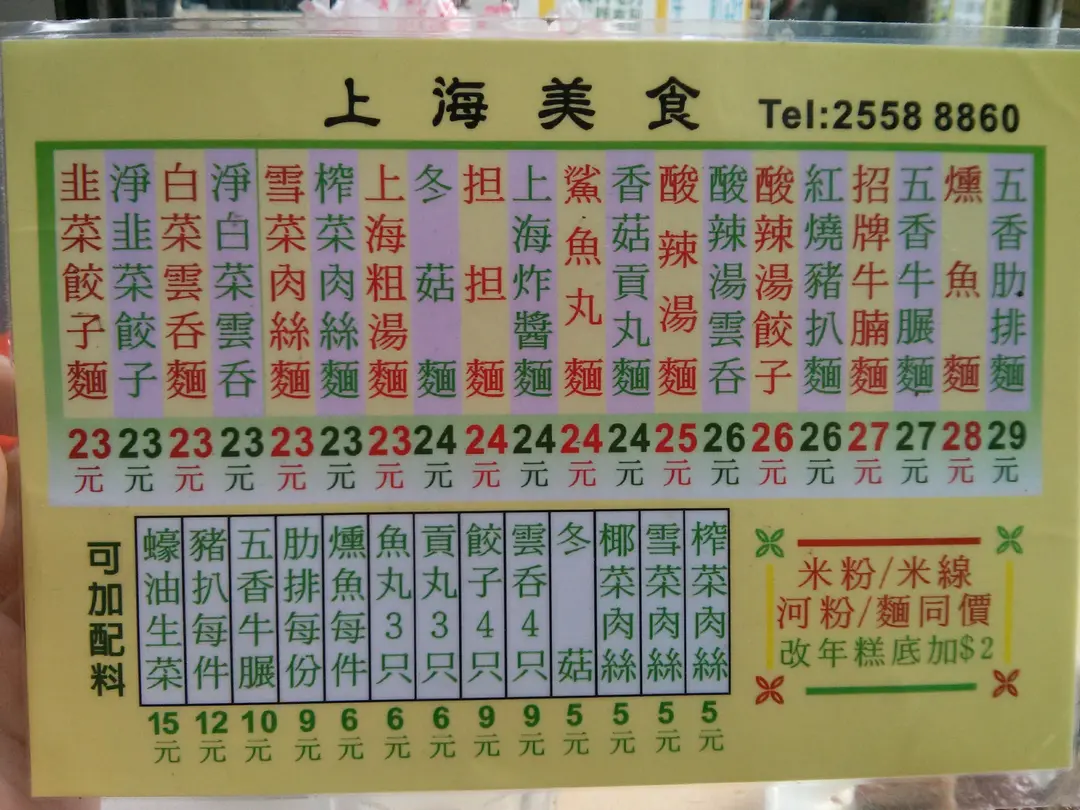 上海美食 Tel:2558 8860
韭菜餃子麵 23元
淨韭菜餃子 23元
白菜雲吞麵 23元
淨白菜雲吞 23元
雪菜肉絲麵 23元
榨菜肉絲麵 23元
上海粗湯麵 23元
冬菇麵 24元
担担麵 24元
上海炸醬麵 24元
鯊魚丸麵 24元
香菇貢丸麵 24元
酸辣湯麵 25元
酸辣湯雲吞 26元
酸辣湯餃子 26元
紅燒豬扒麵 26元
招牌牛腩麵 27元
五香牛𦟌麵 27元
燻魚麵 28元
五香肋排麵 29元
可加配料
蠔油生菜 15元
豬扒每件 12元
五香牛𦟌 10元
肋排每份 9元
燻魚每件 6元
魚丸3只 6元
貢丸3只 6元
餃子4只 9元
雲吞4只 9元
冬菇 5元
椰菜肉絲 5元
雪菜肉絲 5元
榨菜肉絲 5元
米粉/米線
河粉/麵同價
改年糕底加$2